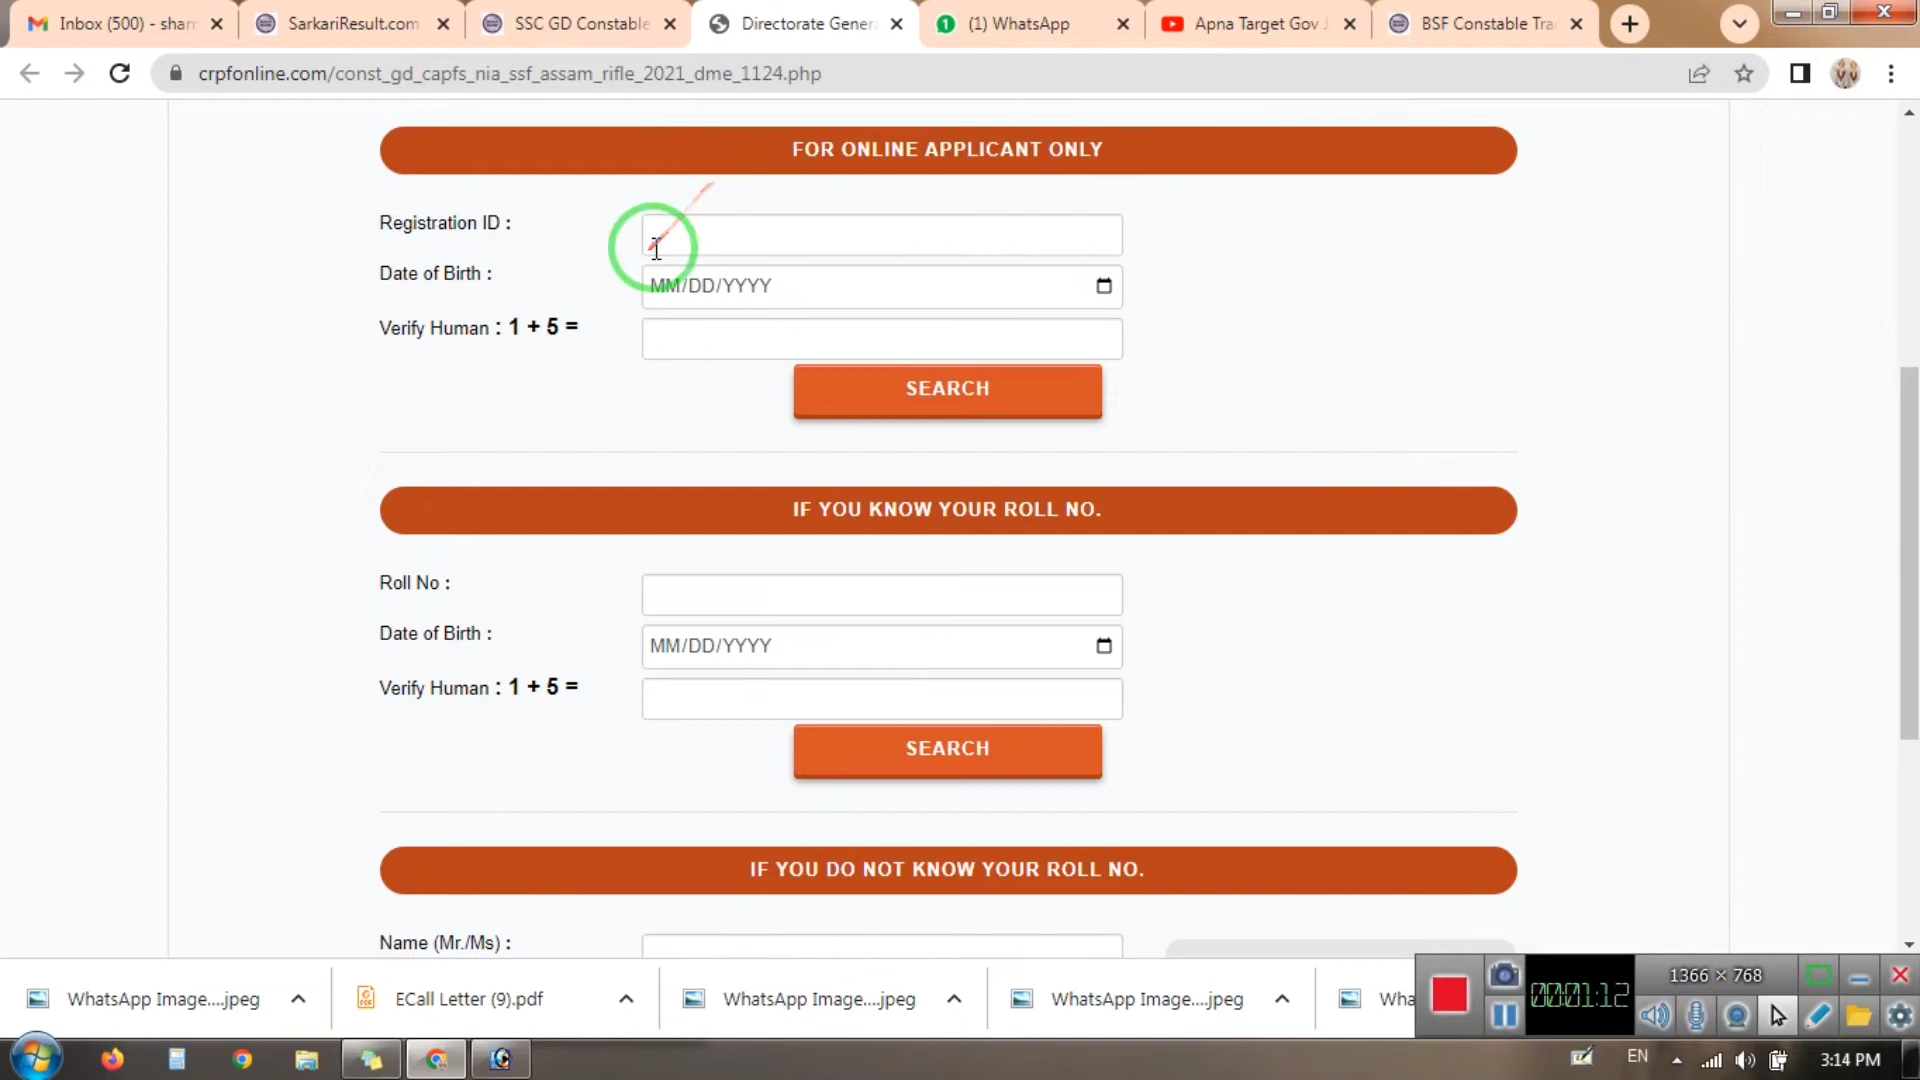 Inbox (500) - sharn
SarkariResult.com
SSC GD Constable
Directorate Gener
(1) WhatsApp
Apna Target Gov J
BSF Constable Tra
crpfonline.com/const_gd_capfs_nia_ssf_assam_rifle_2021_dme_1124.php
FOR ONLINE APPLICANT ONLY
Registration ID :
Date of Birth :
MM/DD/YYYY
Verify Human : 1 + 5 =
SEARCH
IF YOU KNOW YOUR ROLL NO.
Roll No :
Date of Birth :
MM/DD/YYYY
Verify Human : 1 + 5 =
SEARCH
IF YOU DO NOT KNOW YOUR ROLL NO.
Name (Mr./Ms) :
WhatsApp Image....jpeg
ECall Letter (9).pdf
WhatsApp Image....jpeg
WhatsApp Image....jpeg
Wha
00:01:12
1366 × 768
EN
3:14 PM